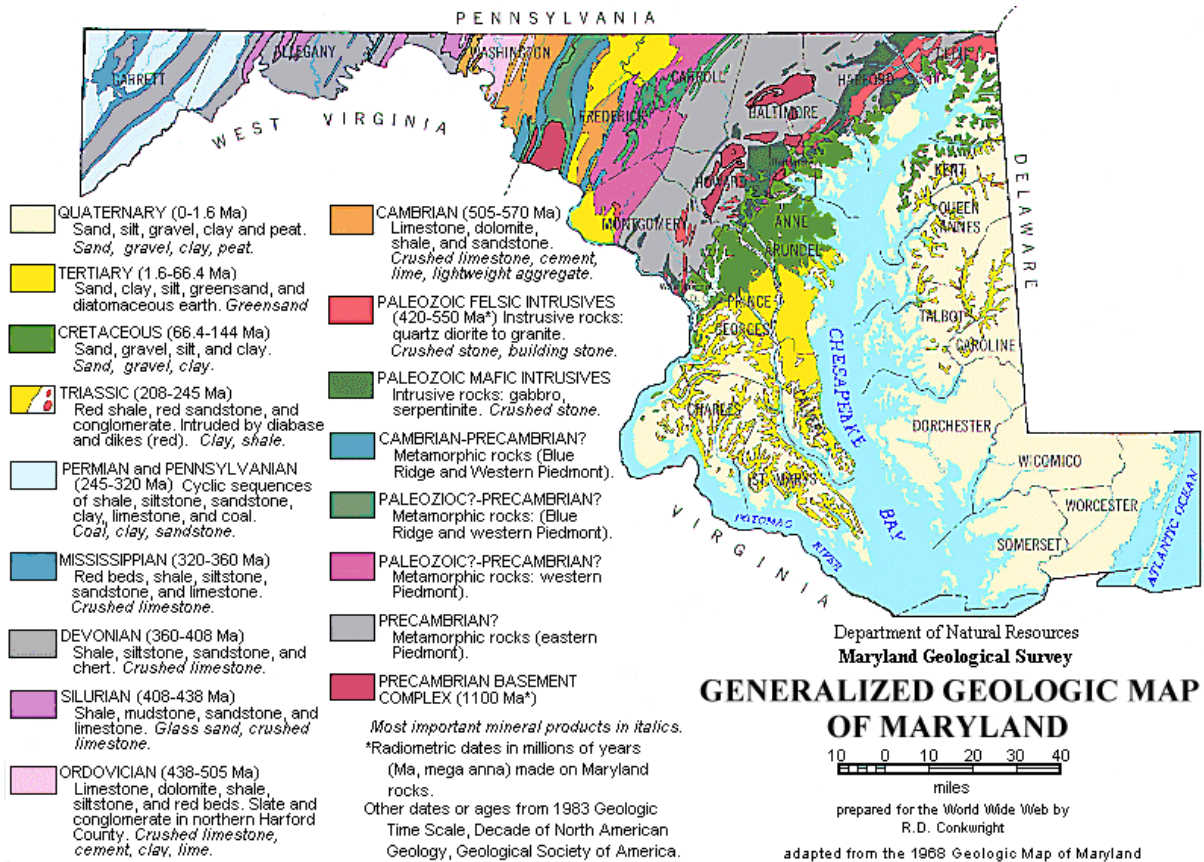 PENNSYLVANIA
GARRETT
ALLEGANY
WASHINGTON
FREDERICK
CARROLL
BALTIMORE
HARFORD
CECIL
WEST VIRGINIA
HOWARD
MONTGOMERY
ANNE
ARUNDEL
KENT
QUEEN
ANNES
DELAWARE
PRINCE
GEORGES
TALBOT
CAROLINE
CHARLES
CALVERT
ST. MARYS
CHESAPEAKE
BAY
DORCHESTER
WICOMICO
WORCESTER
SOMERSET
POTOMAC
RIVER
VIRGINIA
ATLANTIC OCEAN
QUATERNARY (0-1.6 Ma)
Sand, silt, gravel, clay and peat.
Sand, gravel, clay, peat.
TERTIARY (1.6-66.4 Ma)
Sand, clay, silt, greensand, and
diatomaceous earth. Greensand
CRETACEOUS (66.4-144 Ma)
Sand, gravel, silt, and clay.
Sand, gravel, clay.
TRIASSIC (208-245 Ma)
Red shale, red sandstone, and
conglomerate. Intruded by diabase
and dikes (red). Clay, shale.
PERMIAN and PENNSYLVANIAN
(245-320 Ma) Cyclic sequences
of shale, siltstone, sandstone,
clay, limestone, and coal.
Coal, clay, sandstone.
MISSISSIPPIAN (320-360 Ma)
Red beds, shale, siltstone,
sandstone, and limestone.
Crushed limestone.
DEVONIAN (360-408 Ma)
Shale, siltstone, sandstone, and
chert. Crushed limestone.
SILURIAN (408-438 Ma)
Shale, mudstone, sandstone, and
limestone. Glass sand, crushed
limestone.
ORDOVICIAN (438-505 Ma)
Limestone, dolomite, shale,
siltstone, and red beds. Slate and
conglomerate in northern Harford
County. Crushed limestone,
cement, clay, lime.
CAMBRIAN (505-570 Ma)
Limestone, dolomite,
shale, and sandstone.
Crushed limestone, cement,
lime, lightweight aggregate.
PALEOZOIC FELSIC INTRUSIVES
(420-550 Ma*) Instrusive rocks:
quartz diorite to granite.
Crushed stone, building stone.
PALEOZOIC MAFIC INTRUSIVES
Intrusive rocks: gabbro,
serpentinite. Crushed stone.
CAMBRIAN-PRECAMBRIAN?
Metamorphic rocks (Blue
Ridge and Western Piedmont).
PALEOZIOC?-PRECAMBRIAN?
Metamorphic rocks: (Blue
Ridge and western Piedmont).
PALEOZOIC?-PRECAMBRIAN?
Metamorphic rocks: western
Piedmont).
PRECAMBRIAN?
Metamorphic rocks (eastern
Piedmont).
PRECAMBRIAN BASEMENT
COMPLEX (1100 Ma*)
Most important mineral products in italics.
*Radiometric dates in millions of years
(Ma, mega anna) made on Maryland
rocks.
Other dates or ages from 1983 Geologic
Time Scale, Decade of North American
Geology, Geological Society of America.
Department of Natural Resources
Maryland Geological Survey
GENERALIZED GEOLOGIC MAP
OF MARYLAND
10 0 10 20 30 40
miles
prepared for the World Wide Web by
R.D. Conkwright
adapted from the 1968 Geologic Map of Maryland